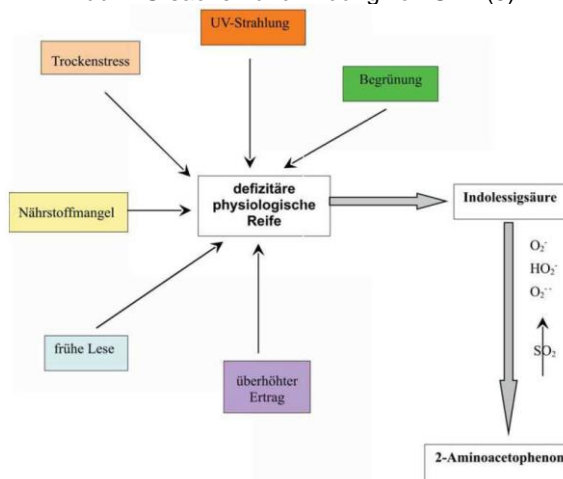 UV-Strahlung
Trockenstress
Begrünung
defizitäre
physiologische
Reife
Nährstoffmangel
Indolessigsäure
O₂·
HO₂·
O₂··
SO₂
frühe Lese
überhöhter
Ertrag
2-Aminoacetophenon